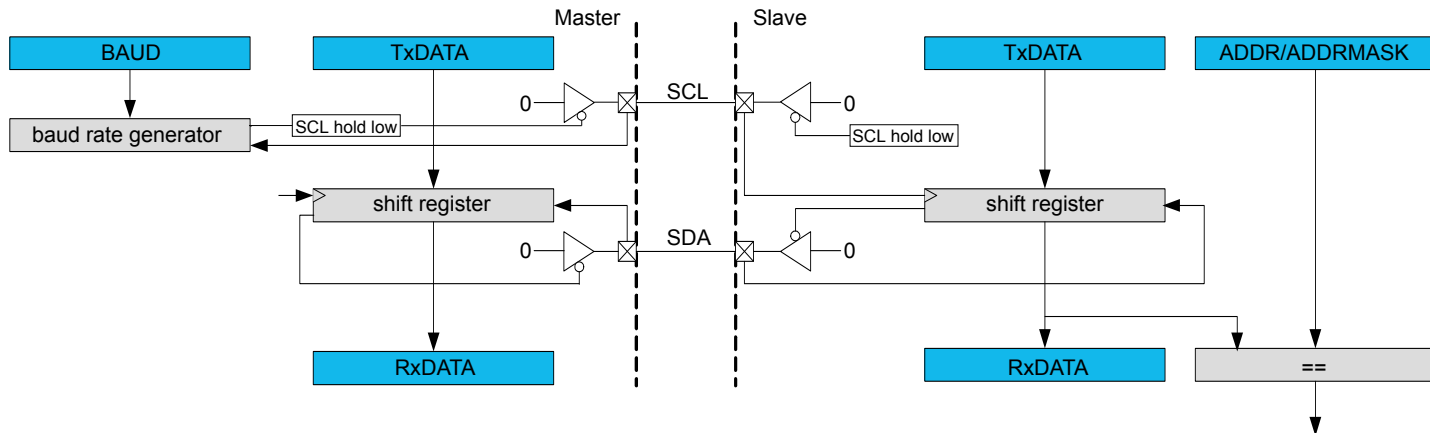 Master
Slave
BAUD
TxDATA
TxDATA
ADDR/ADDRMASK
0
SCL
0
baud rate generator
SCL hold low
SCL hold low
shift register
shift register
0
SDA
0
RxDATA
RxDATA
==